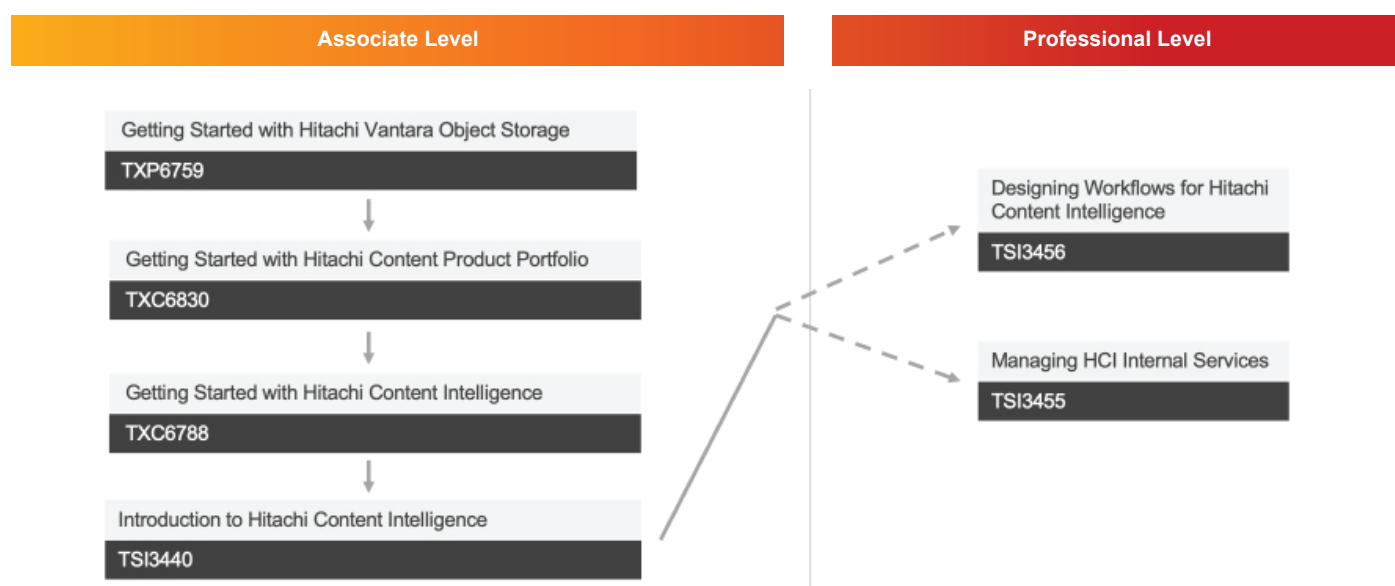 Associate Level
Professional Level
Getting Started with Hitachi Vantara Object Storage
TXP6759
Getting Started with Hitachi Content Product Portfolio
TXC6830
Getting Started with Hitachi Content Intelligence
TXC6788
Introduction to Hitachi Content Intelligence
TSI3440
Designing Workflows for Hitachi
Content Intelligence
TSI3456
Managing HCI Internal Services
TSI3455